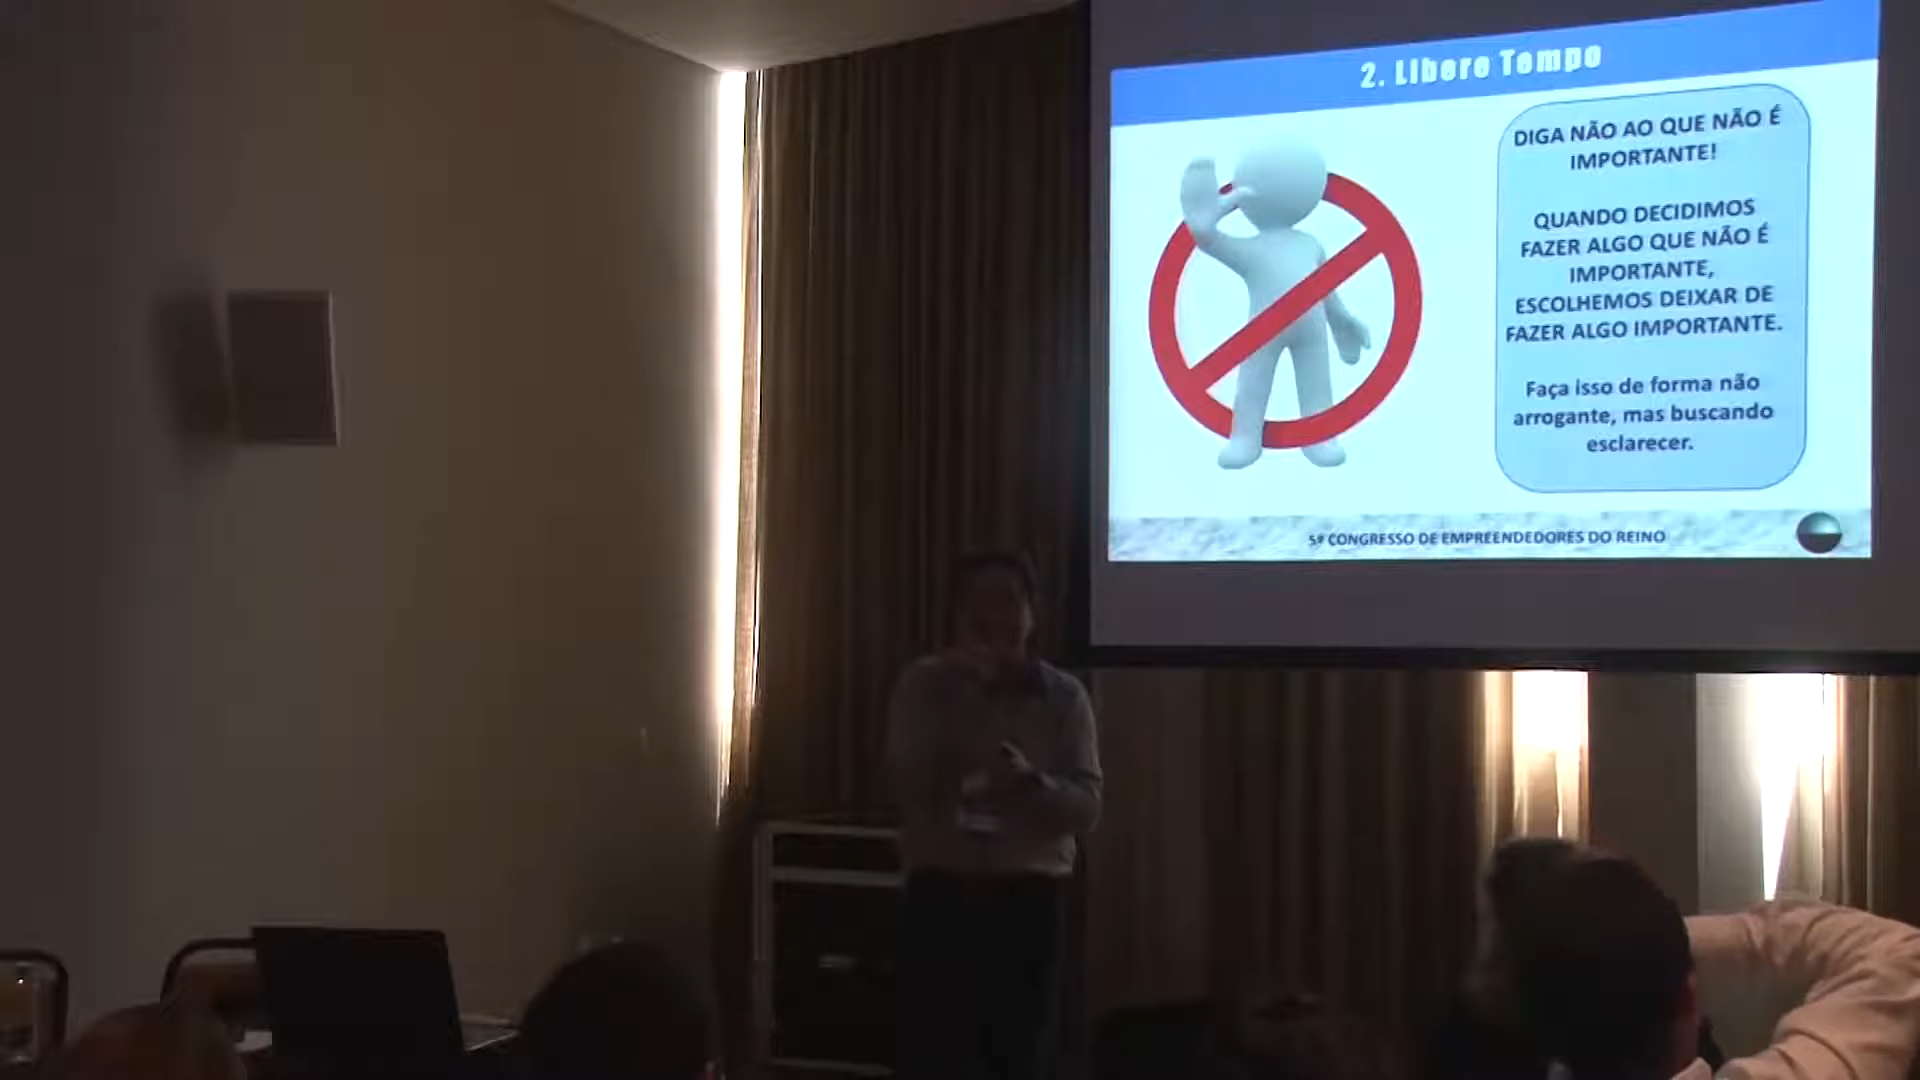 2. Libere Tempo
DIGA NÃO AO QUE NÃO É
IMPORTANTE!
QUANDO DECIDIMOS
FAZER ALGO QUE NÃO É
IMPORTANTE,
ESCOLHEMOS DEIXAR DE
FAZER ALGO IMPORTANTE.
Faça isso de forma não
arrogante, mas buscando
esclarecer.
5º CONGRESSO DE EMPREENDEDORES DO REINO